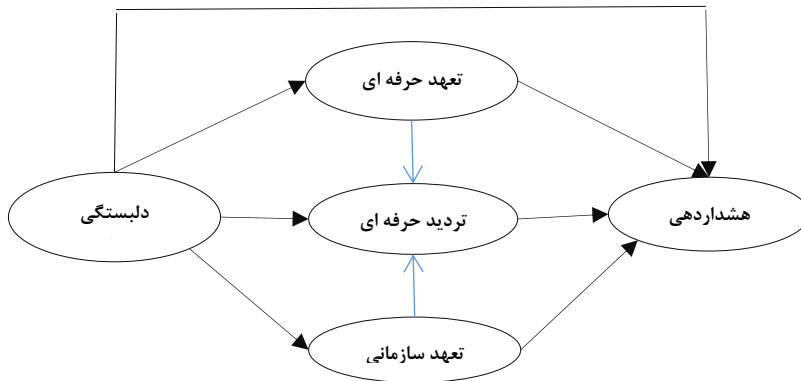 تعهد حرفه ای
دلبستگی
تردید حرفه ای
هشداردهی
تعهد سازمانی